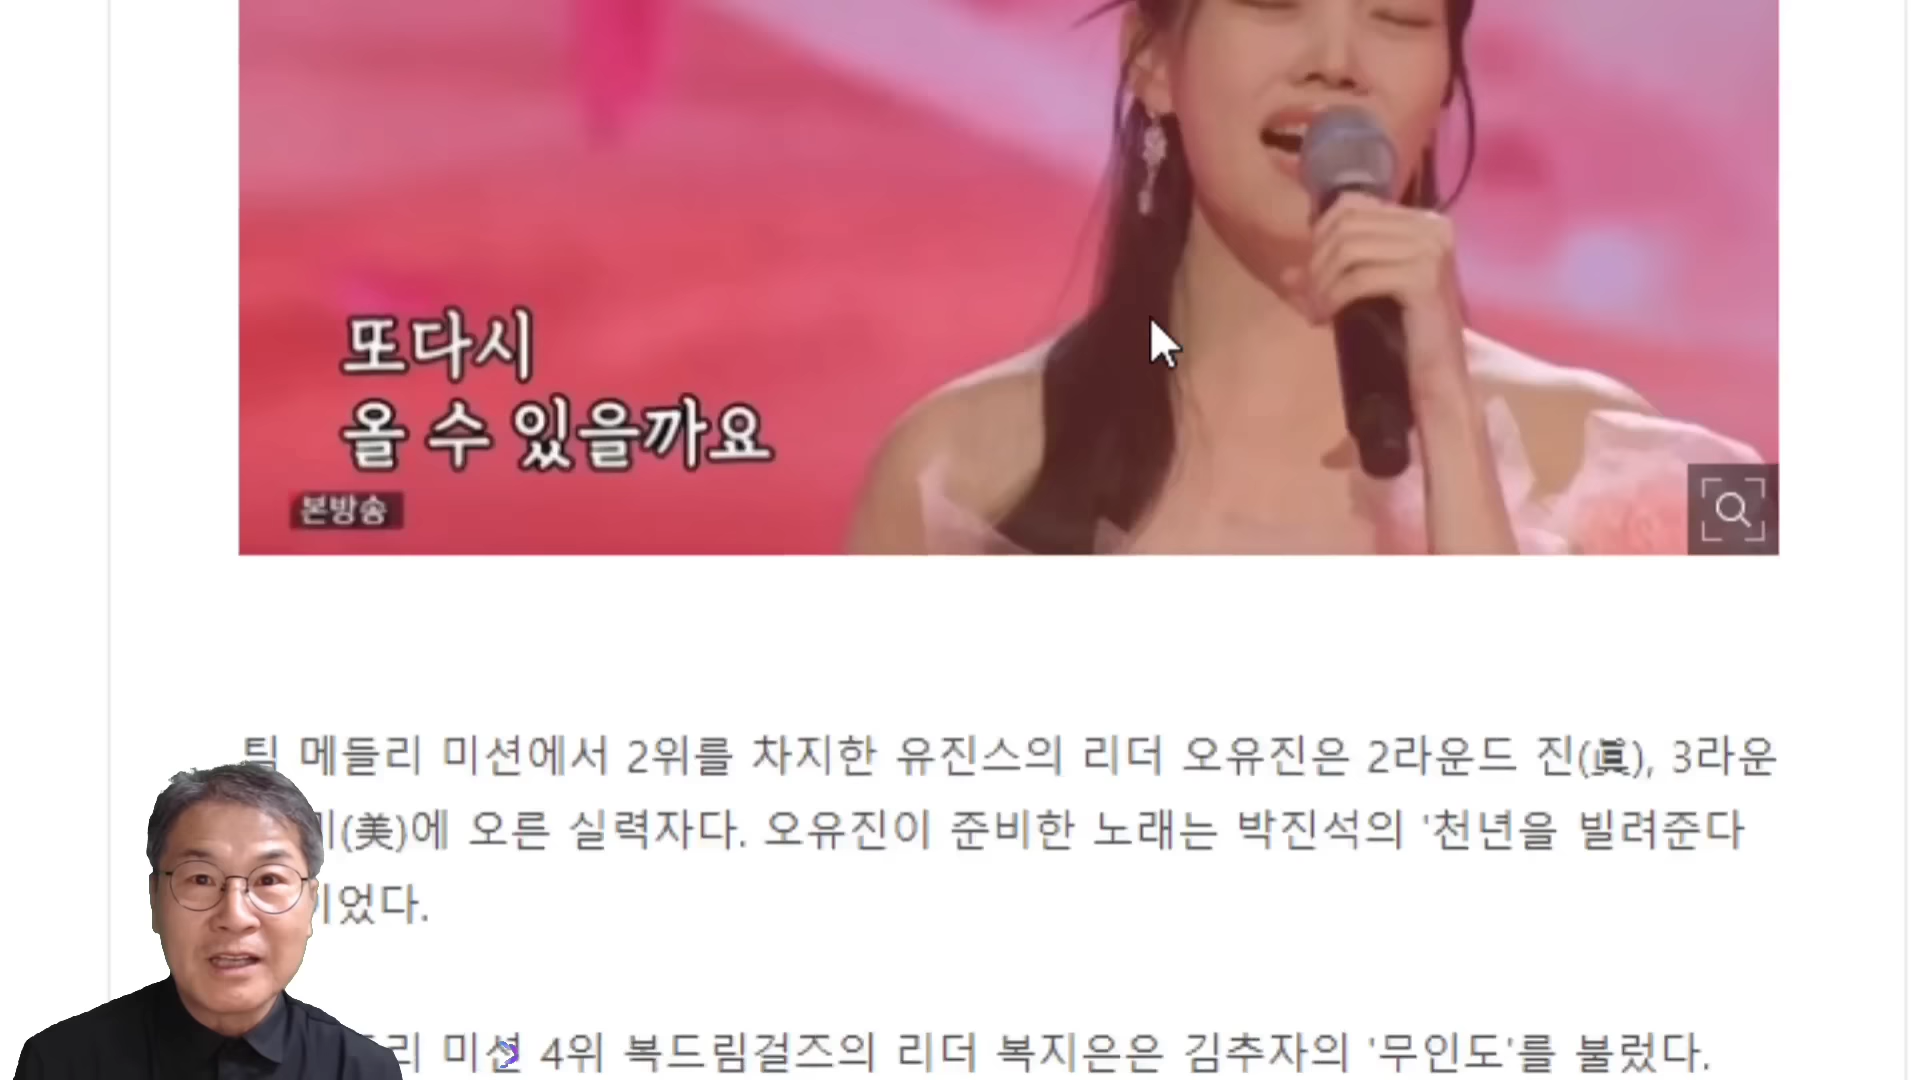 또다시
올 수 있을까요
본방송
팀 메들리 미션에서 2위를 차지한 유진스의 리더 오유진은 2라운드 진(眞), 3라운
(美)에 오른 실력자다. 오유진이 준비한 노래는 박진석의 '천년을 빌려준다
이었다.
미션 4위 복드림걸즈의 리더 복지은은 김추자의 '무인도'를 불렀다.